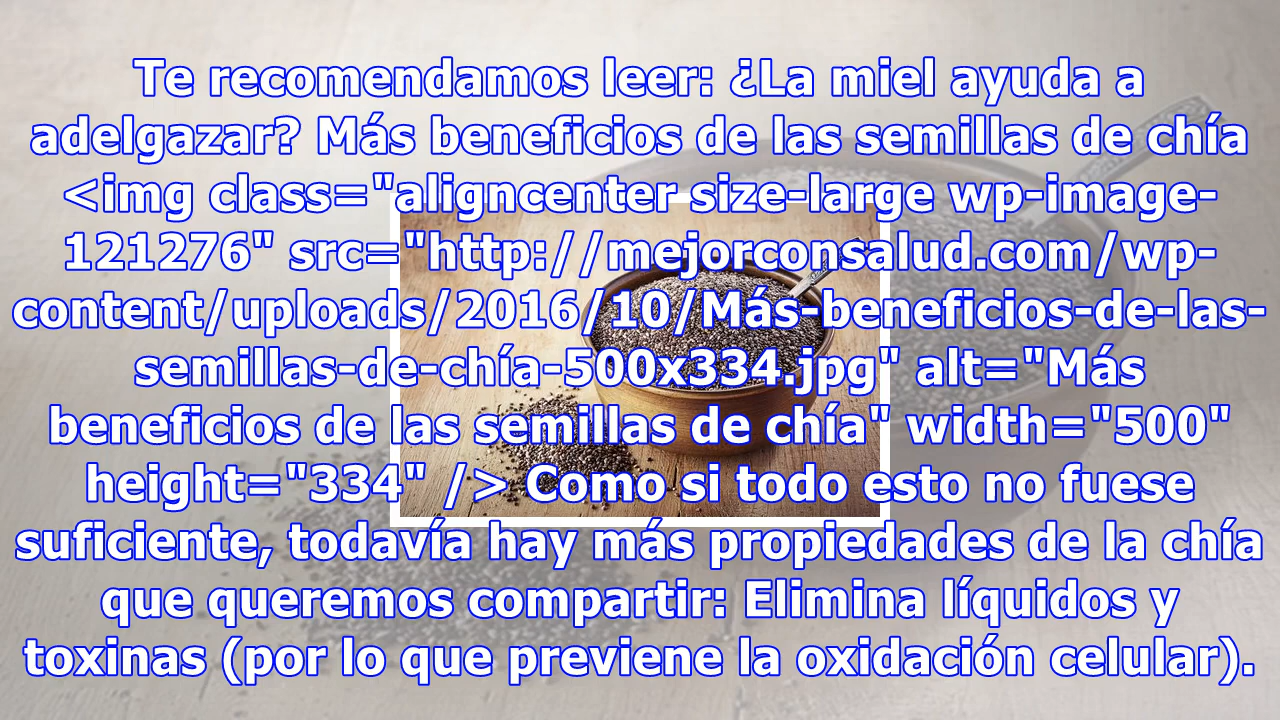 Te recomendamos leer: ¿La miel ayuda a
adelgazar? Más beneficios de las semillas de chía
<img class="aligncenter size-large wp-image-
121276" src="http://mejorconsalud.com/wp-
content/uploads/2016/10/Más-beneficios-de-las-
semillas-de-chía-500x334.jpg" alt="Más
beneficios de las semillas de chía" width="500"
height="334" /> Como si todo esto no fuese
suficiente, todavía hay más propiedades de la chía
que queremos compartir: Elimina líquidos y
toxinas (por lo que previene la oxidación celular).